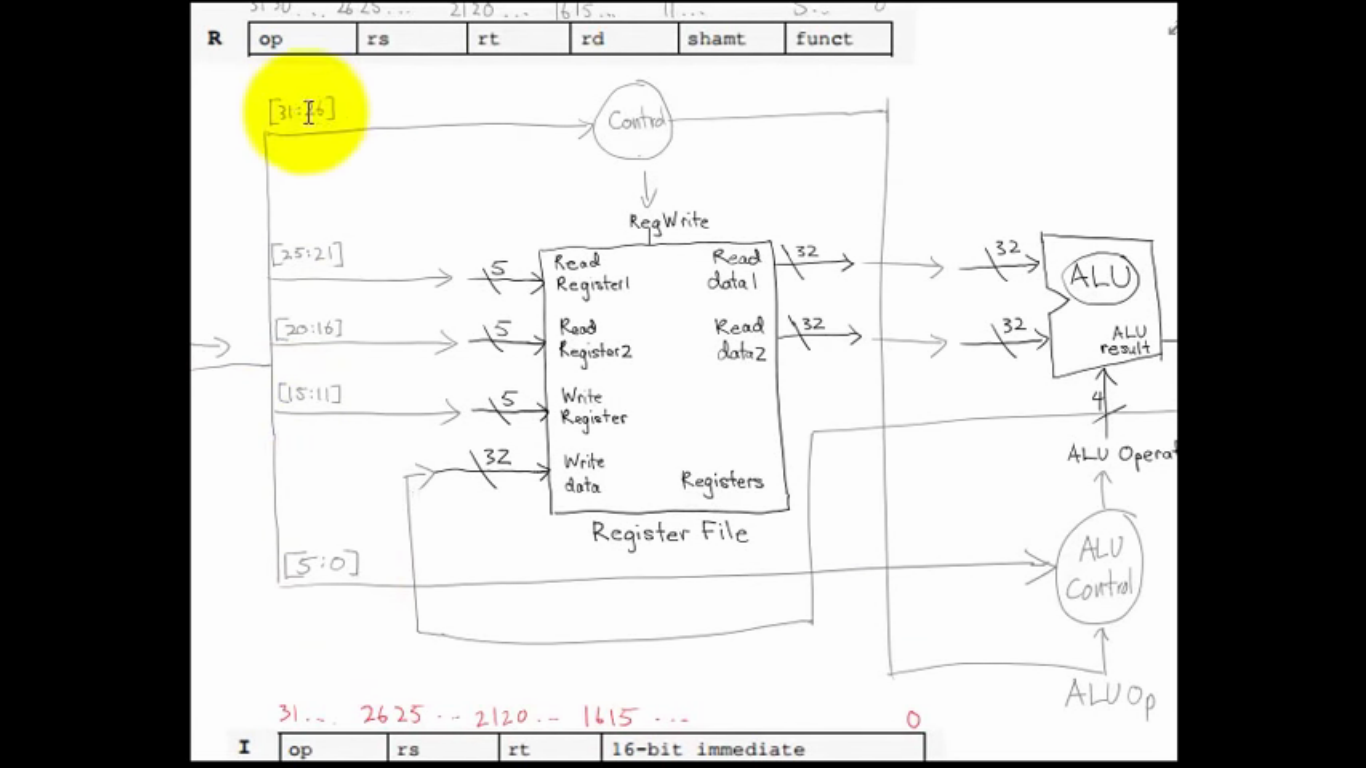 31 30 ... 26 25 ... 21 20 ... 16 15 ... 11 ... 5 ... 0
R op rs rt rd shamt funct
[31:26]
Control
RegWrite
[25:21] 5 Read Register1
Read data1 32 32
ALU
[20:16] 5 Read Register2
Read data2 32 32
ALU result
[15:11] 5 Write Register
4
32 Write data
Registers
ALU Operat
Register File
[5:0]
ALU Control
ALUOp
31 ... 26 25 ... 21 20 ... 16 15 ... 0
I op rs rt 16-bit immediate